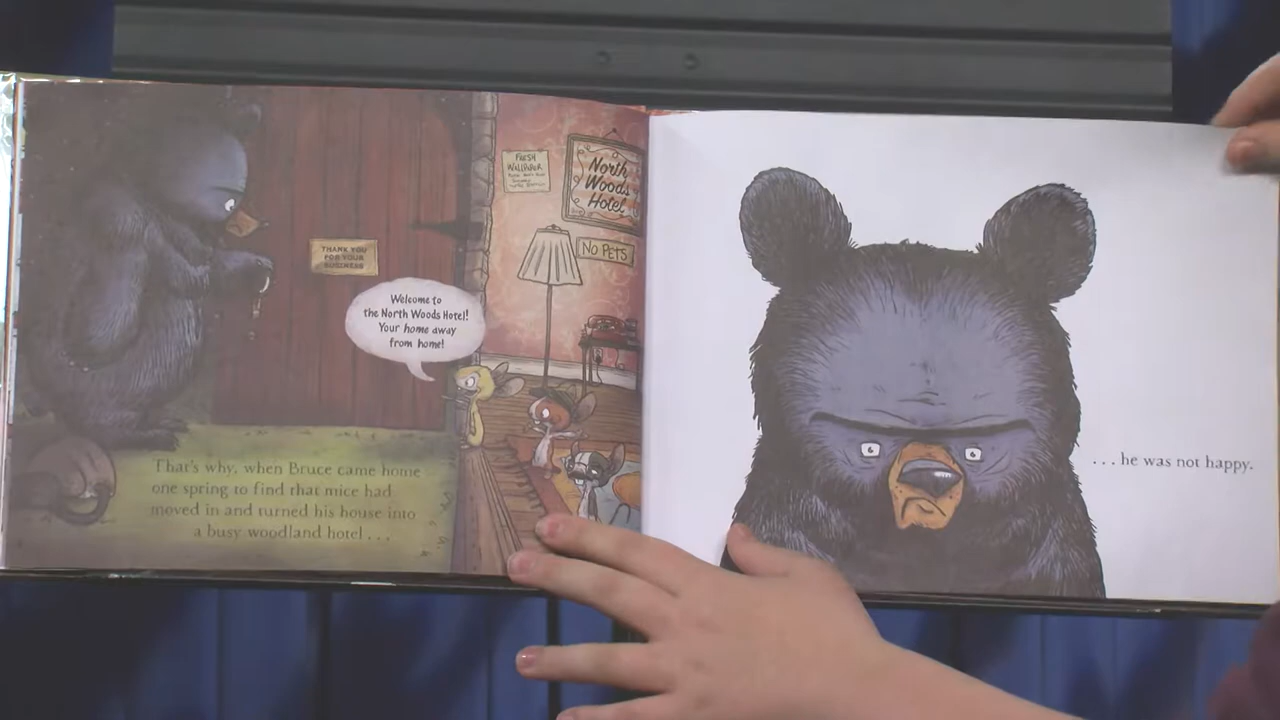 FRESH
WALLPAPER
North
Woods
Hotel
NO PETS
THANK YOU
FOR YOUR
BUSINESS
Welcome to
the North Woods Hotel!
Your home away
from home!
That's why, when Bruce came home
one spring to find that mice had
moved in and turned his house into
a busy woodland hotel . . .
. . . he was not happy.